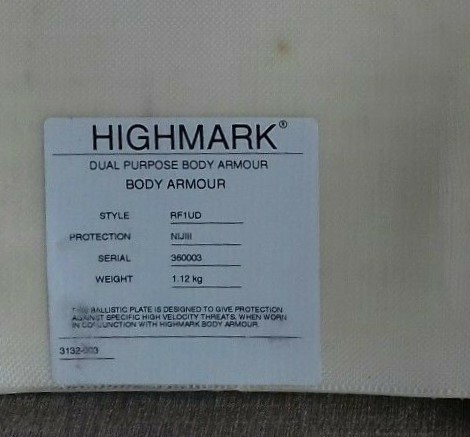 HIGHMARK®
DUAL PURPOSE BODY ARMOUR
BODY ARMOUR
STYLE RF1UD
PROTECTION NIJIII
SERIAL 360003
WEIGHT 1.12 kg
THIS BALLISTIC PLATE IS DESIGNED TO GIVE PROTECTION
AGAINST SPECIFIC HIGH VELOCITY THREATS, WHEN WORN
IN CONJUNCTION WITH HIGHMARK BODY ARMOUR.